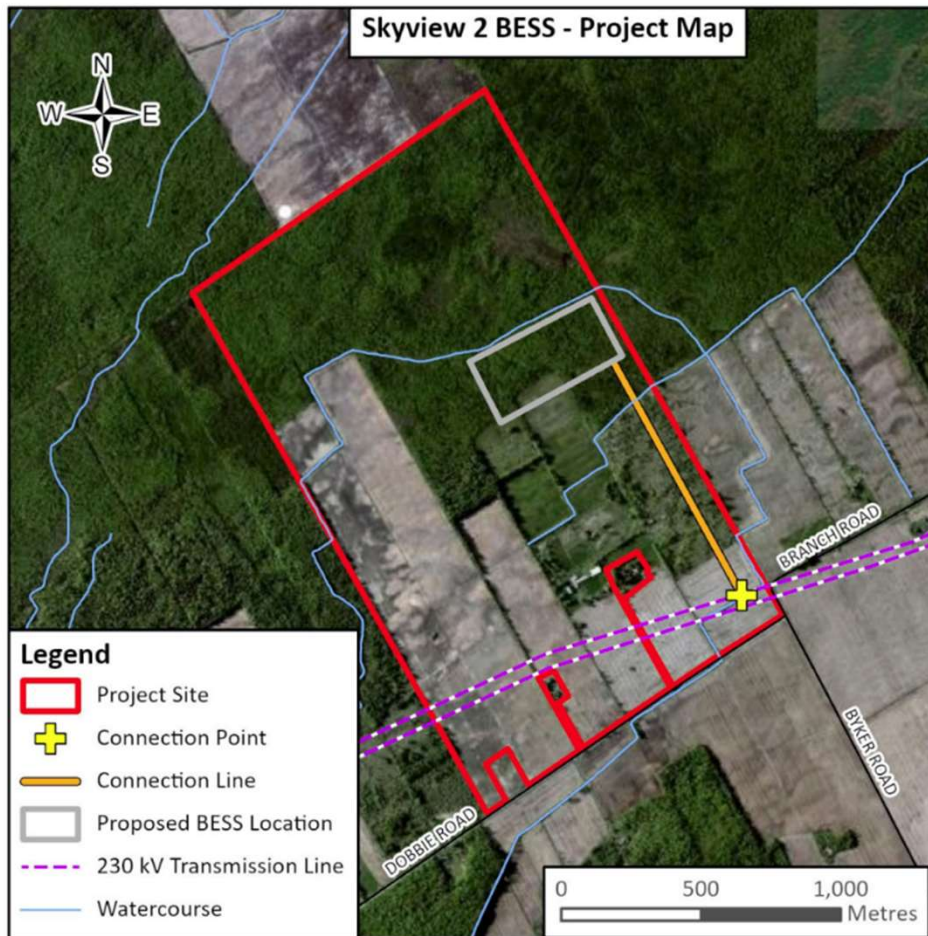 Skyview 2 BESS - Project Map
N
W E
S
BRANCH ROAD
BYKER ROAD
DOBBIE ROAD
Legend
Project Site
Connection Point
Connection Line
Proposed BESS Location
230 kV Transmission Line
Watercourse
0 500 1,000
Metres